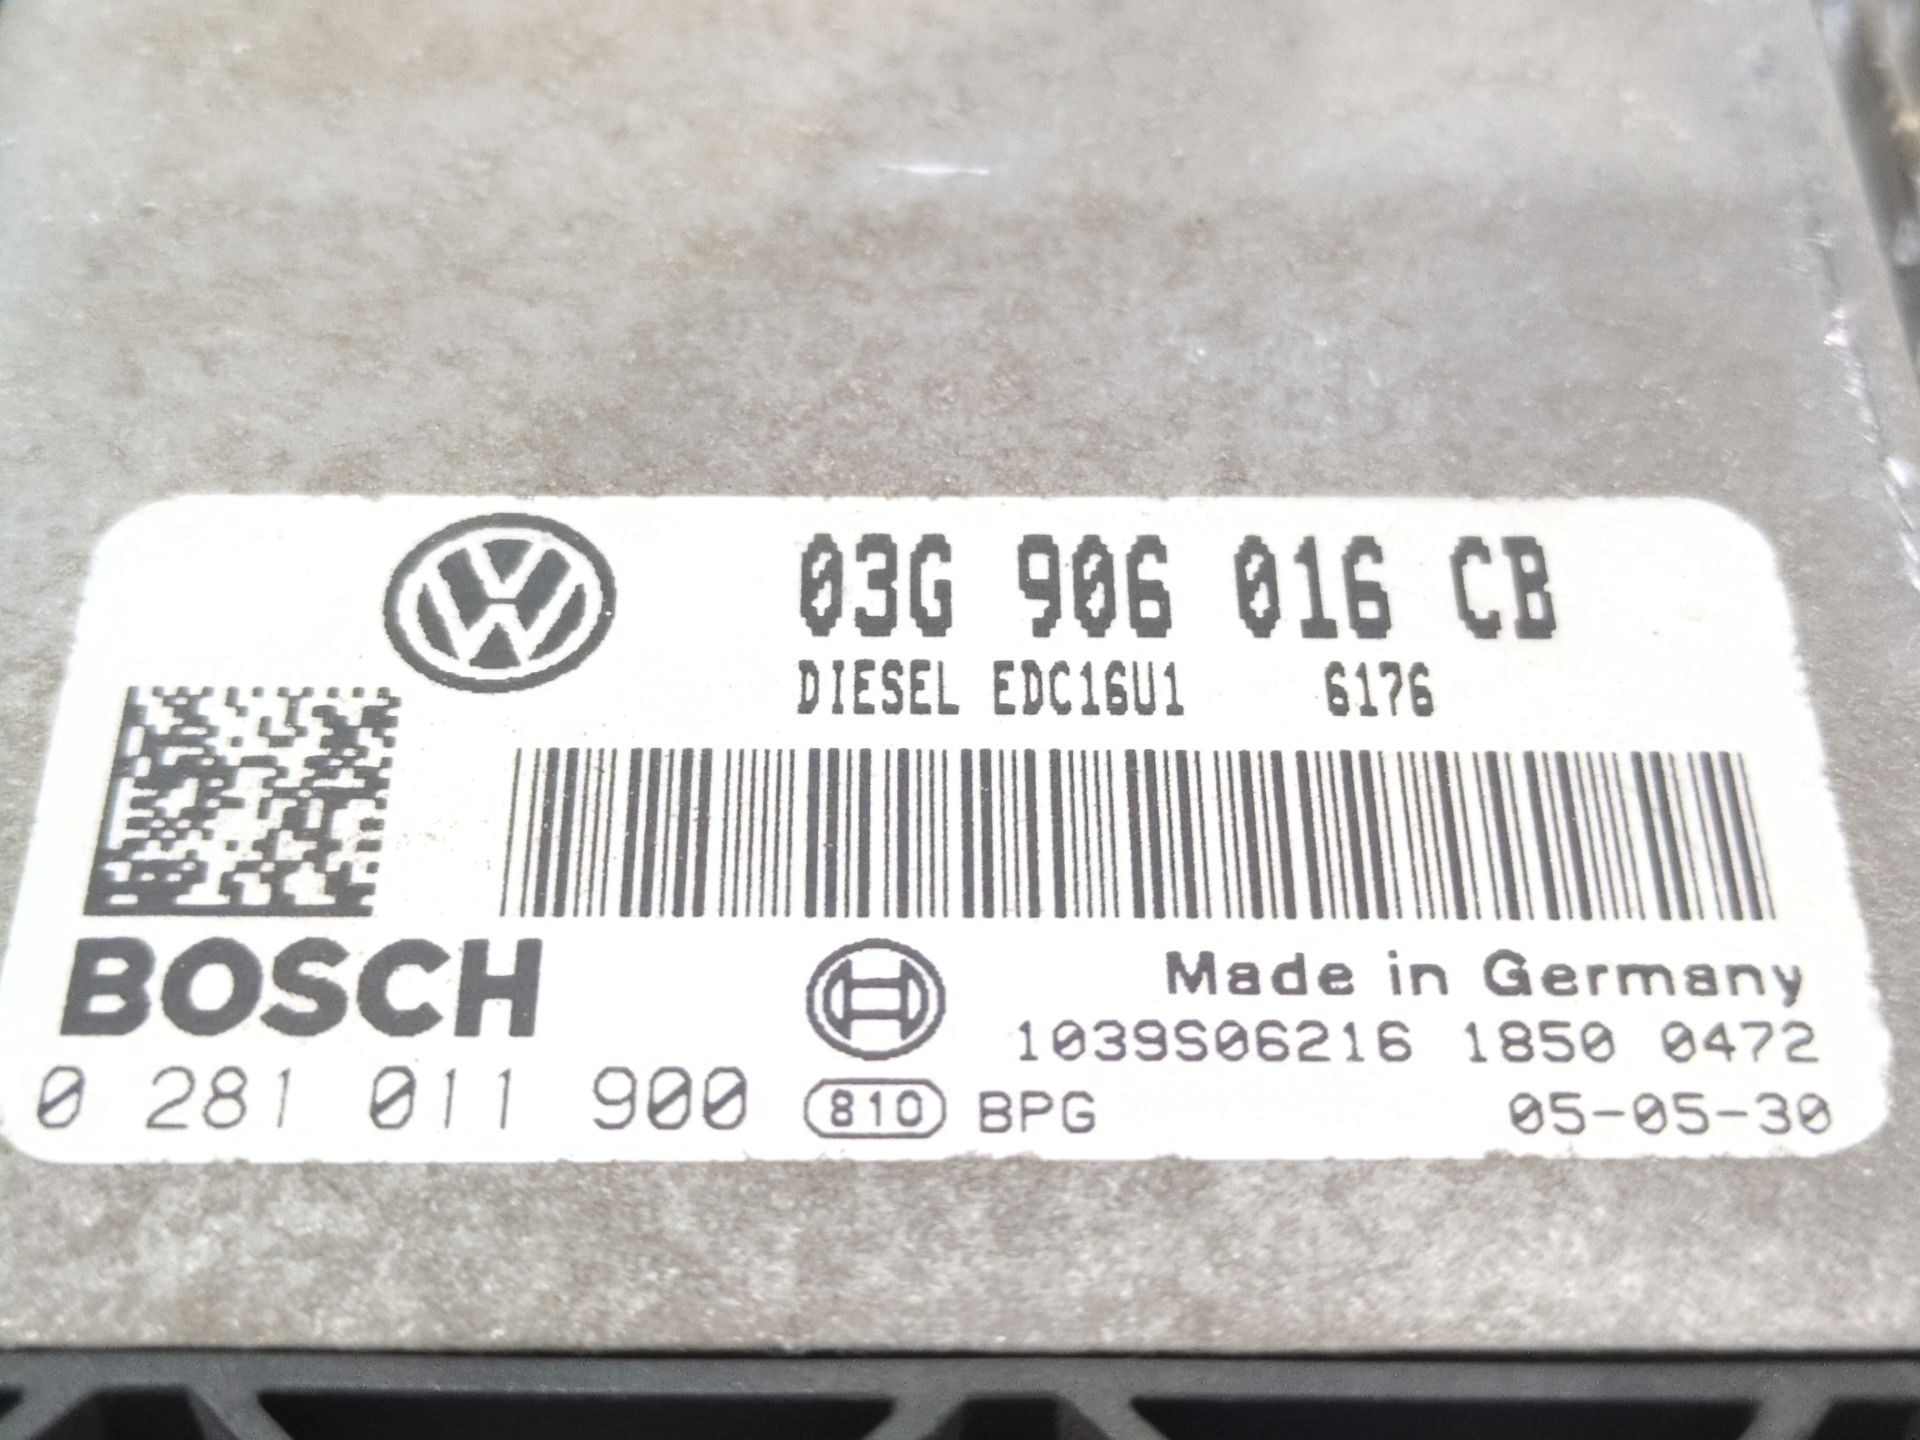 03G 906 016 CB
DIESEL EDC16U1 6176
BOSCH
Made in Germany
1039S06216 1850 0472
0 281 011 900
810 BPG
05-05-30